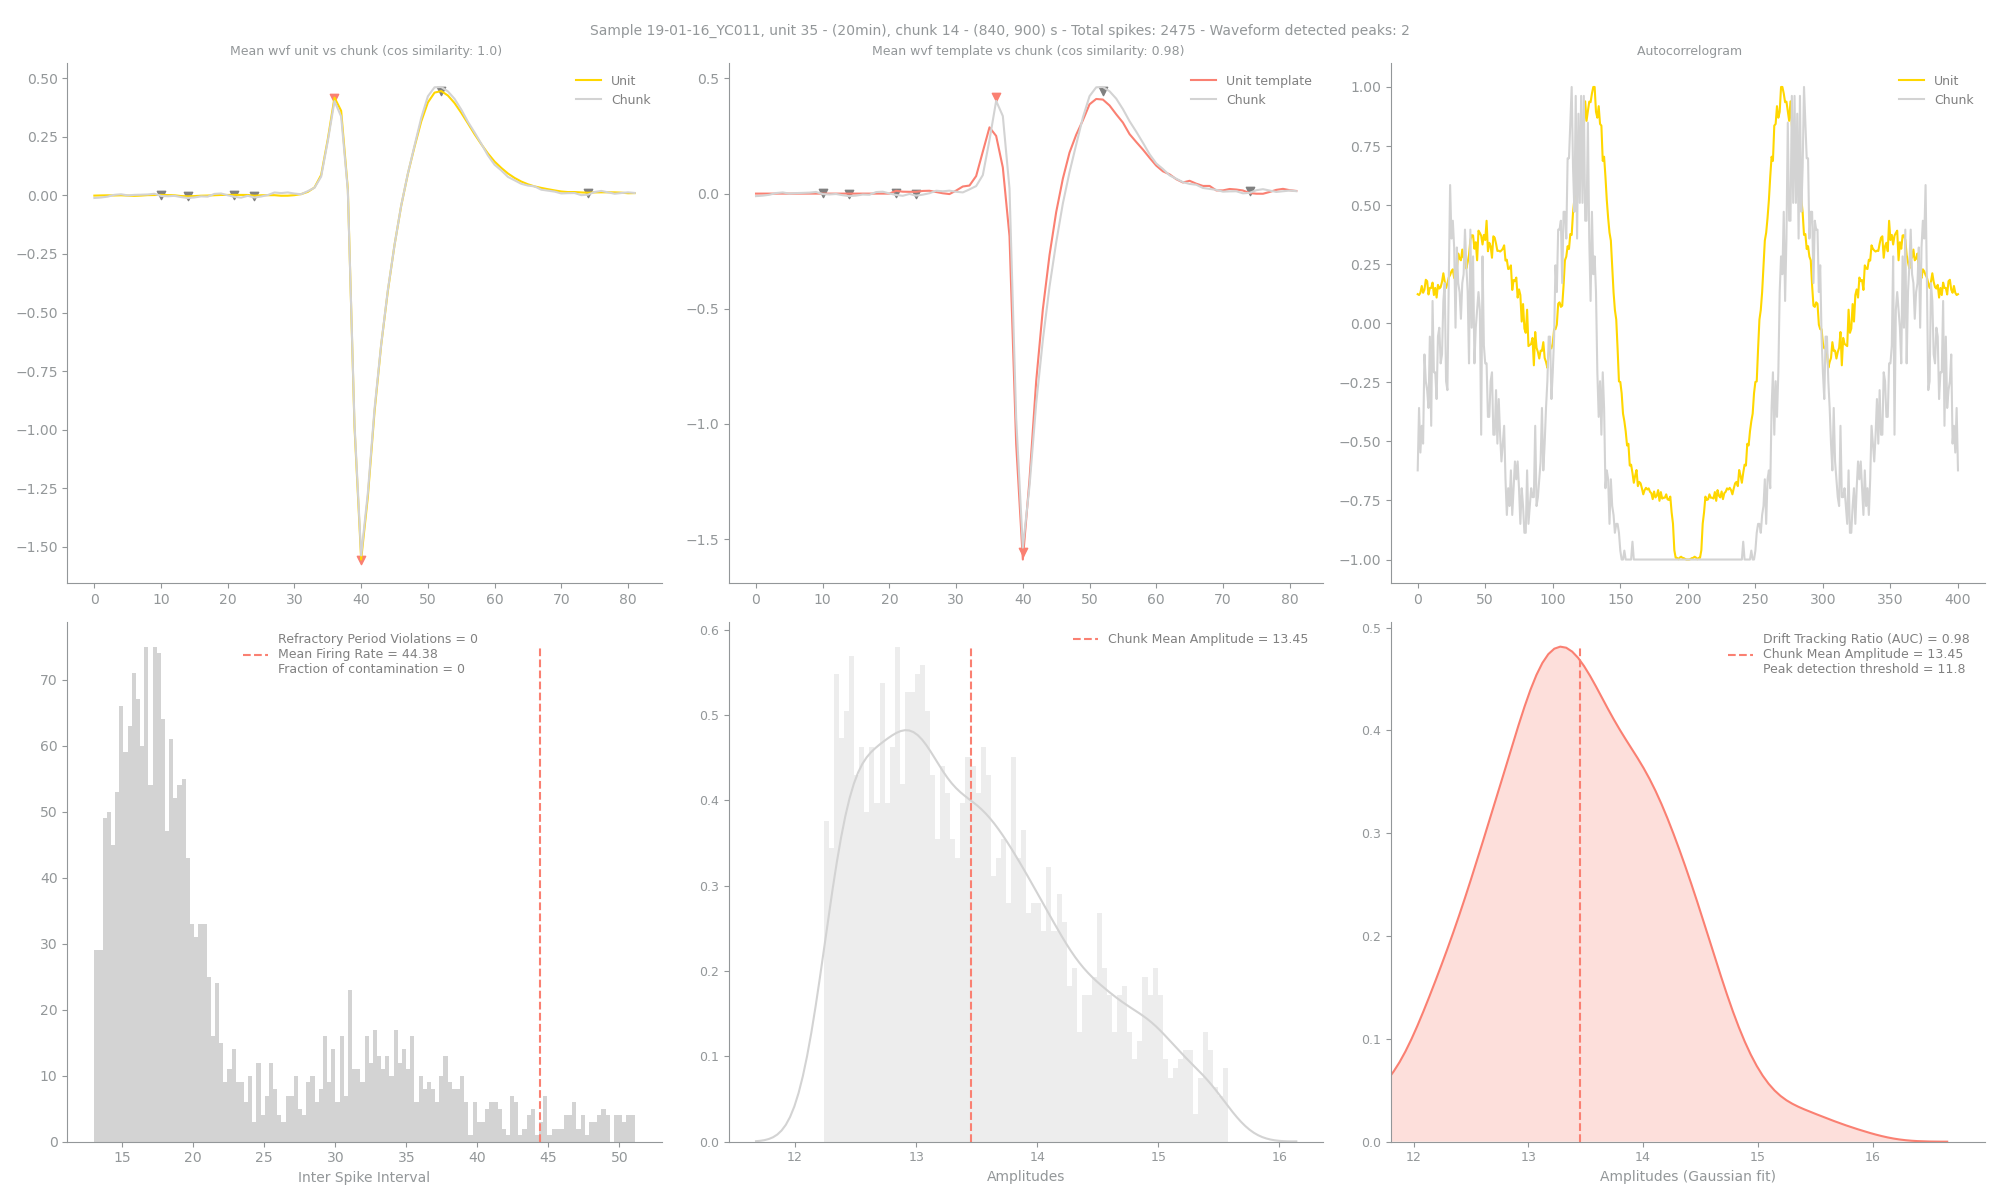 Sample 19-01-16_YC011, unit 35 - (20min), chunk 14 - (840, 900) s - Total spikes: 2475 - Waveform detected peaks: 2
Mean wvf unit vs chunk (cos similarity: 1.0)
Unit
Chunk
0.50
0.25
0.00
−0.25
−0.50
−0.75
−1.00
−1.25
−1.50
0 10 20 30 40 50 60 70 80
Mean wvf template vs chunk (cos similarity: 0.98)
Unit template
Chunk
0.5
0.0
−0.5
−1.0
−1.5
0 10 20 30 40 50 60 70 80
Autocorrelogram
Unit
Chunk
1.00
0.75
0.50
0.25
0.00
−0.25
−0.50
−0.75
−1.00
0 50 100 150 200 250 300 350 400
Refractory Period Violations = 0
Mean Firing Rate = 44.38
Fraction of contamination = 0
70
60
50
40
30
20
10
0
15 20 25 30 35 40 45 50
Inter Spike Interval
Chunk Mean Amplitude = 13.45
0.6
0.5
0.4
0.3
0.2
0.1
0.0
12 13 14 15 16
Amplitudes
Drift Tracking Ratio (AUC) = 0.98
Chunk Mean Amplitude = 13.45
Peak detection threshold = 11.8
0.5
0.4
0.3
0.2
0.1
0.0
12 13 14 15 16
Amplitudes (Gaussian fit)